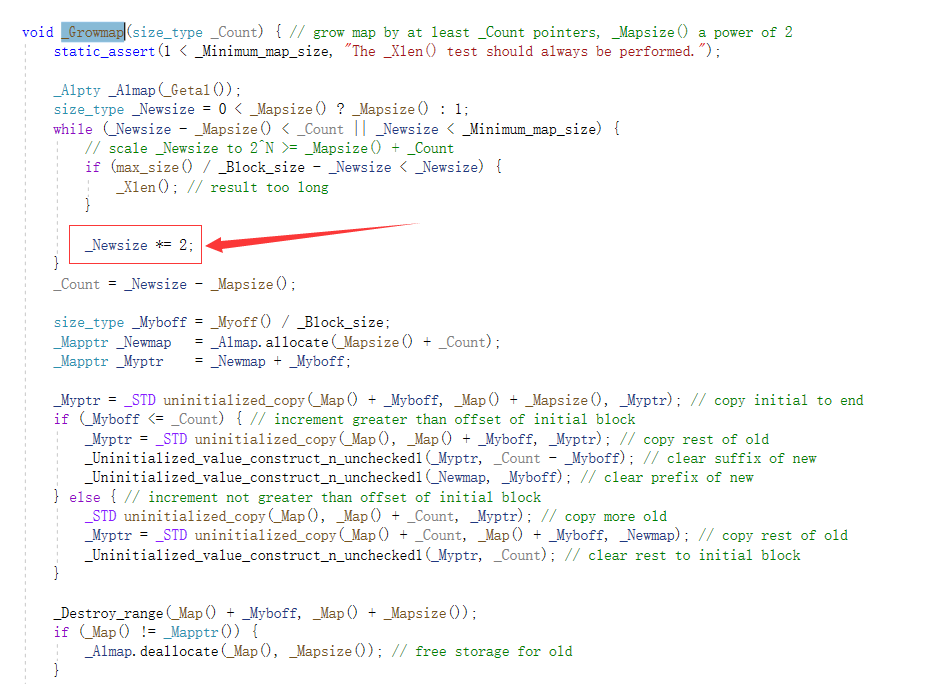 void _Growmap(size_type _Count) { // grow map by at least _Count pointers, _Mapsize() a power of 2
static_assert(1 < _Minimum_map_size, "The _Xlen() test should always be performed.");
_Alpty _Almap(_Getal());
size_type _Newsize = 0 < _Mapsize() ? _Mapsize() : 1;
while (_Newsize - _Mapsize() < _Count || _Newsize < _Minimum_map_size) {
// scale _Newsize to 2^N >= _Mapsize() + _Count
if (max_size() / _Block_size - _Newsize < _Newsize) {
_Xlen(); // result too long
}
_Newsize *= 2;
}
_Count = _Newsize - _Mapsize();
size_type _Myboff = _Myoff() / _Block_size;
_Mapptr _Newmap = _Almap.allocate(_Mapsize() + _Count);
_Mapptr _Myptr = _Newmap + _Myboff;
_Myptr = _STD uninitialized_copy(_Map() + _Myboff, _Map() + _Mapsize(), _Myptr); // copy initial to end
if (_Myboff <= _Count) { // increment greater than offset of initial block
_Myptr = _STD uninitialized_copy(_Map(), _Map() + _Myboff, _Myptr); // copy rest of old
_Uninitialized_value_construct_n_unchecked1(_Myptr, _Count - _Myboff); // clear suffix of new
_Uninitialized_value_construct_n_unchecked1(_Newmap, _Myboff); // clear prefix of new
} else { // increment not greater than offset of initial block
_STD uninitialized_copy(_Map(), _Map() + _Count, _Myptr); // copy more old
_Myptr = _STD uninitialized_copy(_Map() + _Count, _Map() + _Myboff, _Newmap); // copy rest of old
_Uninitialized_value_construct_n_unchecked1(_Myptr, _Count); // clear rest to initial block
}
_Destroy_range(_Map() + _Myboff, _Map() + _Mapsize());
if (_Map() != _Mapptr()) {
_Almap.deallocate(_Map(), _Mapsize()); // free storage for old
}